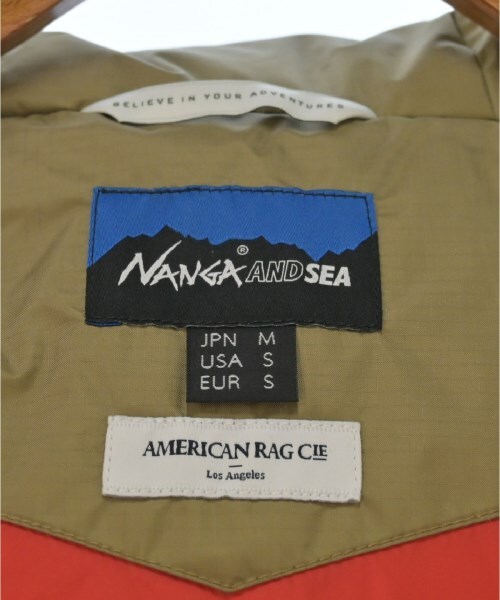 BELIEVE IN YOUR ADVENTURES
NANGA® AND SEA
JPN M
USA S
EUR S
AMERICAN RAG CIE
Los Angeles